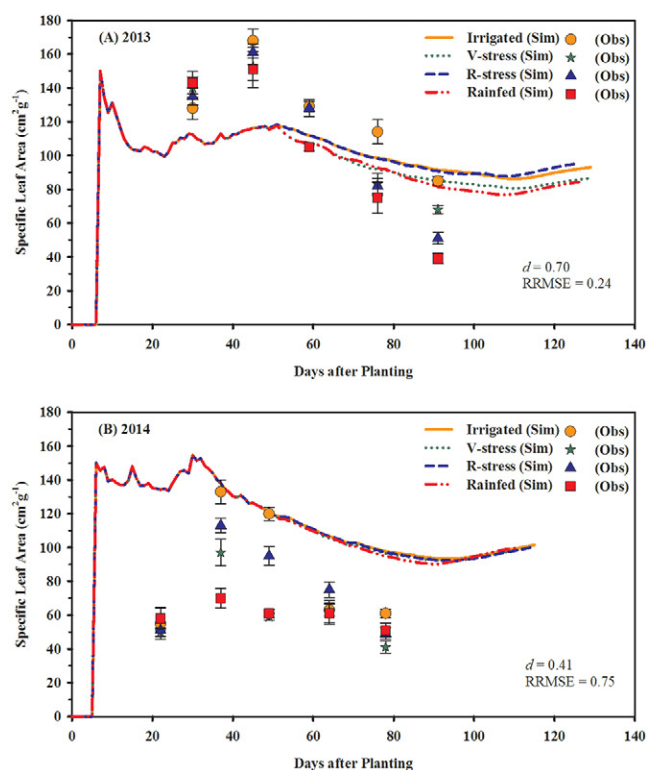 (A) 2013
Irrigated (Sim) (Obs)
V-stress (Sim) (Obs)
R-stress (Sim) (Obs)
Rainfed (Sim) (Obs)
Specific Leaf Area (cm²g⁻¹)
180
160
140
120
100
80
60
40
20
0
d = 0.70
RRMSE = 0.24
0 20 40 60 80 100 120 140
Days after Planting
(B) 2014
Irrigated (Sim) (Obs)
V-stress (Sim) (Obs)
R-stress (Sim) (Obs)
Rainfed (Sim) (Obs)
Specific Leaf Area (cm²g⁻¹)
180
160
140
120
100
80
60
40
20
0
d = 0.41
RRMSE = 0.75
0 20 40 60 80 100 120 140
Days after Planting